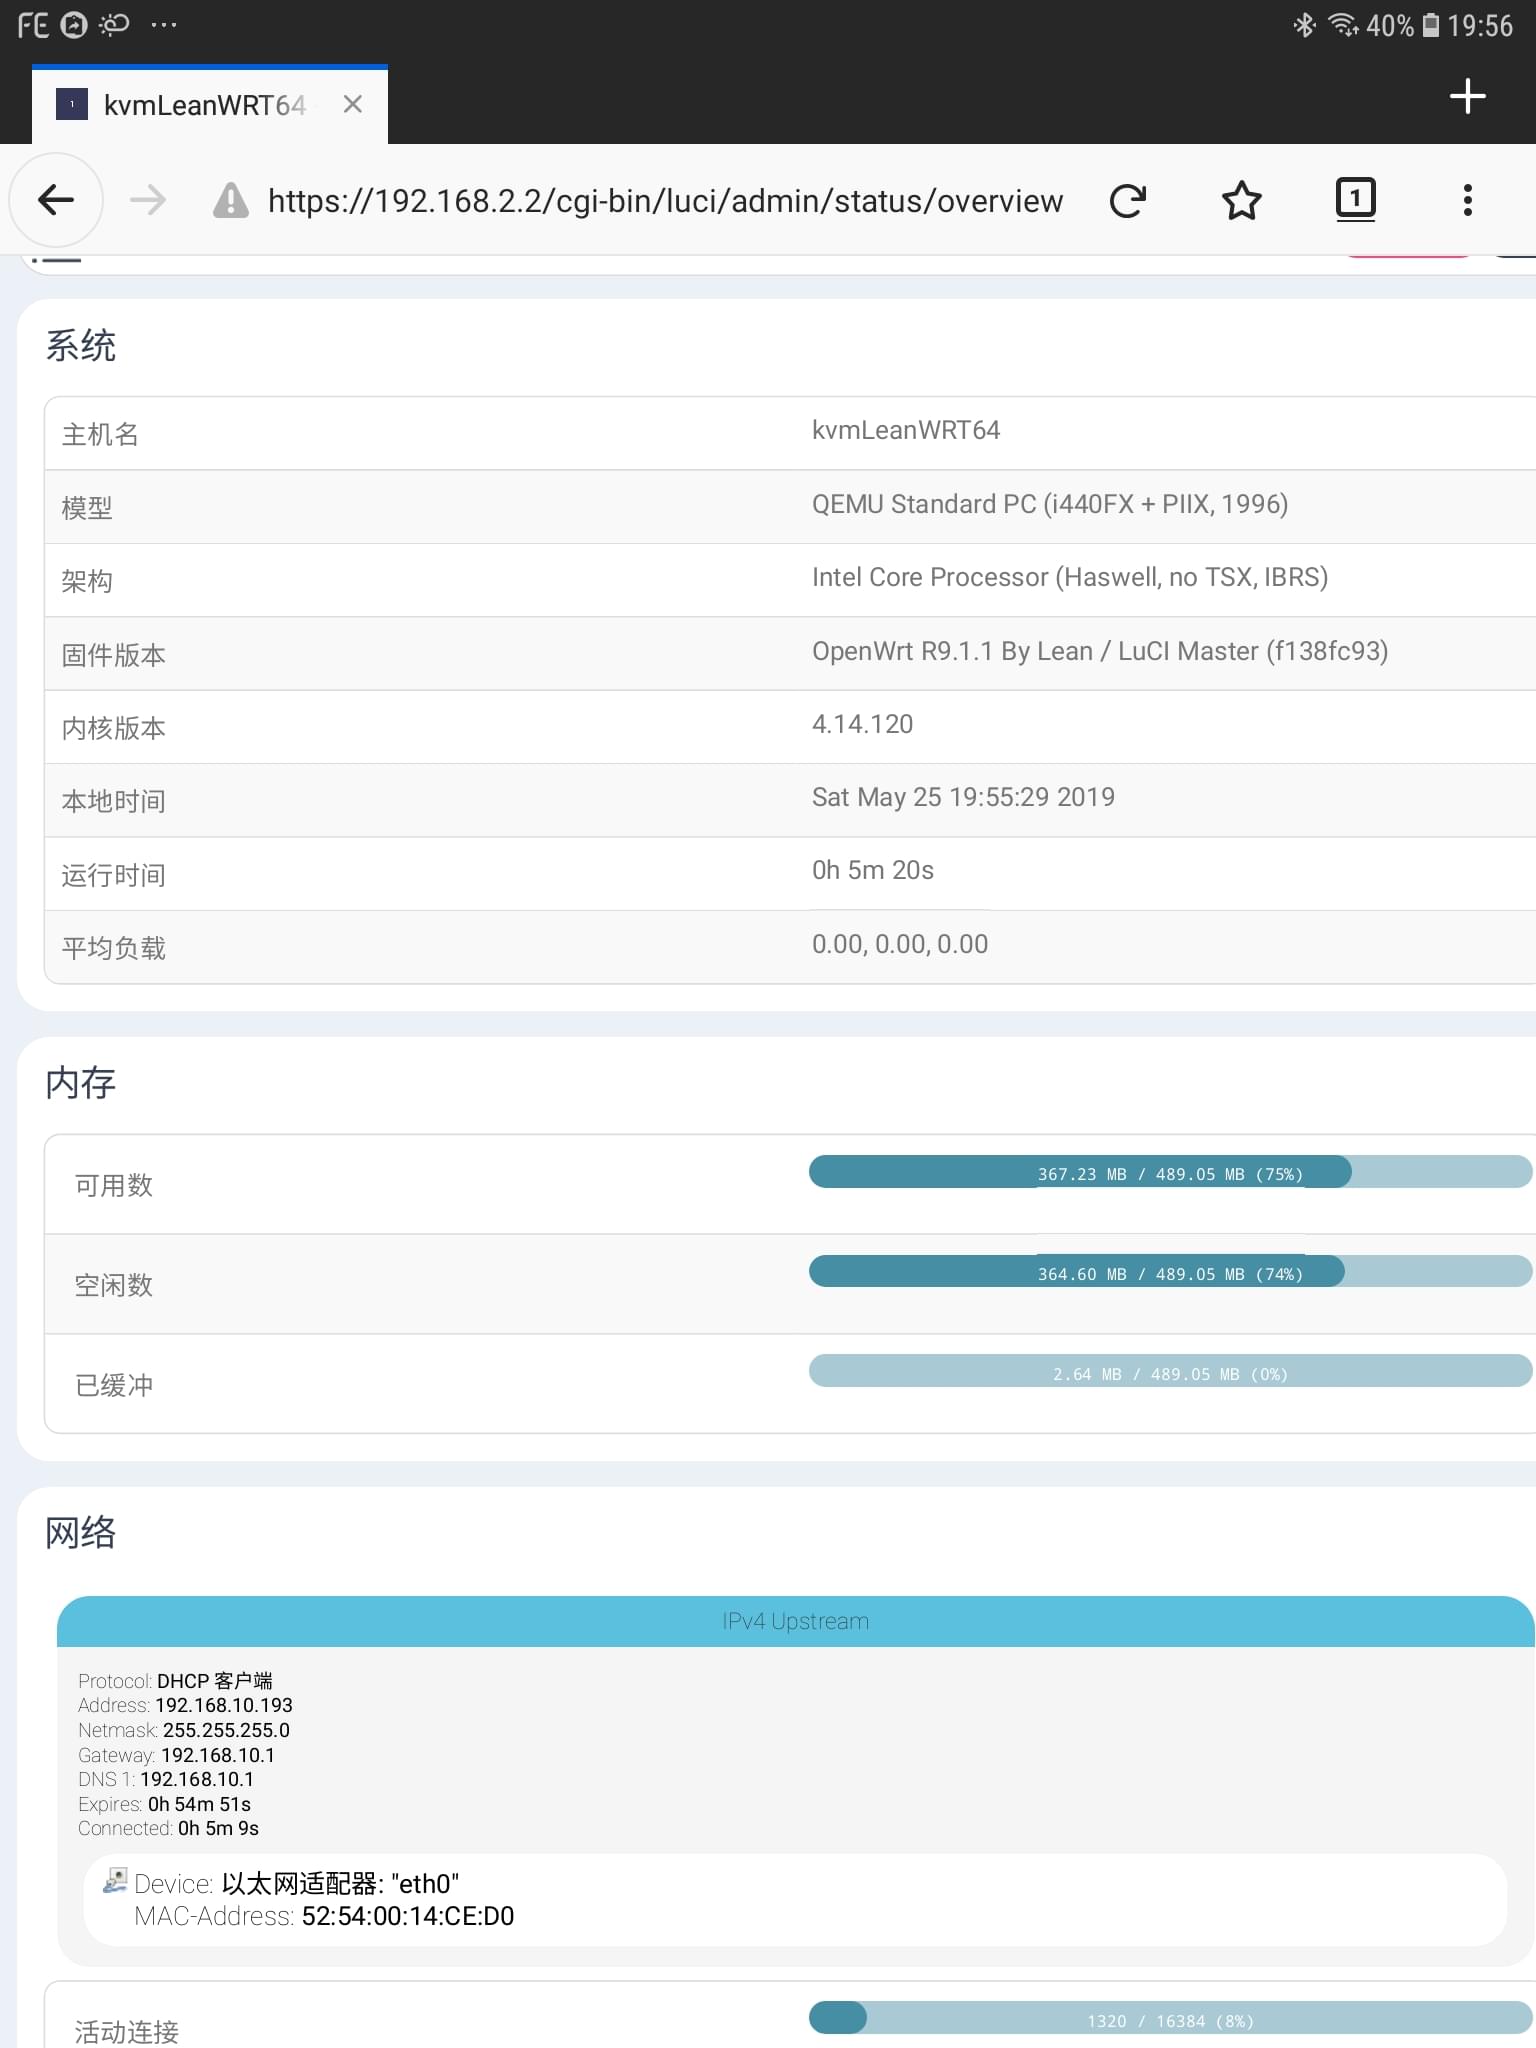 FE
40% 19:56
1 kvmLeanWRT64
https://192.168.2.2/cgi-bin/luci/admin/status/overview 1
系统
主机名 kvmLeanWRT64
模型 QEMU Standard PC (i440FX + PIIX, 1996)
架构 Intel Core Processor (Haswell, no TSX, IBRS)
固件版本 OpenWrt R9.1.1 By Lean / LuCI Master (f138fc93)
内核版本 4.14.120
本地时间 Sat May 25 19:55:29 2019
运行时间 0h 5m 20s
平均负载 0.00, 0.00, 0.00
内存
可用数 367.23 MB / 489.05 MB (75%)
空闲数 364.60 MB / 489.05 MB (74%)
已缓冲 2.64 MB / 489.05 MB (0%)
网络
IPv4 Upstream
Protocol: DHCP 客户端
Address: 192.168.10.193
Netmask: 255.255.255.0
Gateway: 192.168.10.1
DNS 1: 192.168.10.1
Expires: 0h 54m 51s
Connected: 0h 5m 9s
Device: 以太网适配器: "eth0"
MAC-Address: 52:54:00:14:CE:D0
活动连接 1320 / 16384 (8%)